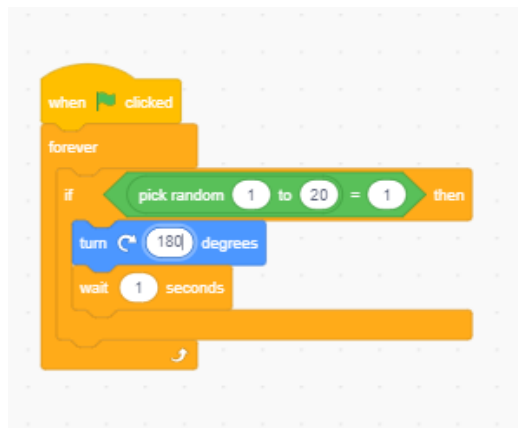 when clicked
forever
if pick random 1 to 20 = 1 then
turn 180 degrees
wait 1 seconds